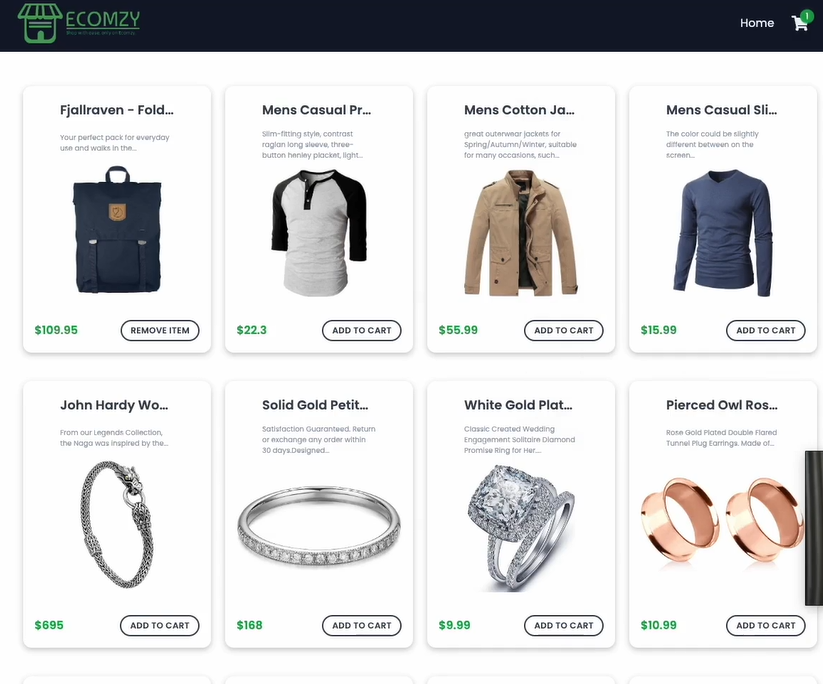 ECOMZY
Home
1
Fjallraven - Fold...
Your perfect pack for everyday
use and walks in the...
$109.95
REMOVE ITEM
Mens Casual Pr...
Slim-fitting style, contrast
raglan long sleeve, three-
button henley placket, light...
$22.3
ADD TO CART
Mens Cotton Ja...
great outerwear jackets for
Spring/Autumn/Winter, suitable
for many occasions, such...
$55.99
ADD TO CART
Mens Casual Sli...
The color could be slightly
different between on the
screen...
$15.99
ADD TO CART
John Hardy Wo...
From our Legends Collection,
the Naga was inspired by the...
$695
ADD TO CART
Solid Gold Petit...
Satisfaction Guaranteed. Return
or exchange any order within
30 days.Designed...
$168
ADD TO CART
White Gold Plat...
Classic Created Wedding
Engagement Solitaire Diamond
Promise Ring for Her....
$9.99
ADD TO CART
Pierced Owl Ros...
Rose Gold Plated Double Flared
Tunnel Plug Earrings. Made of...
$10.99
ADD TO CART